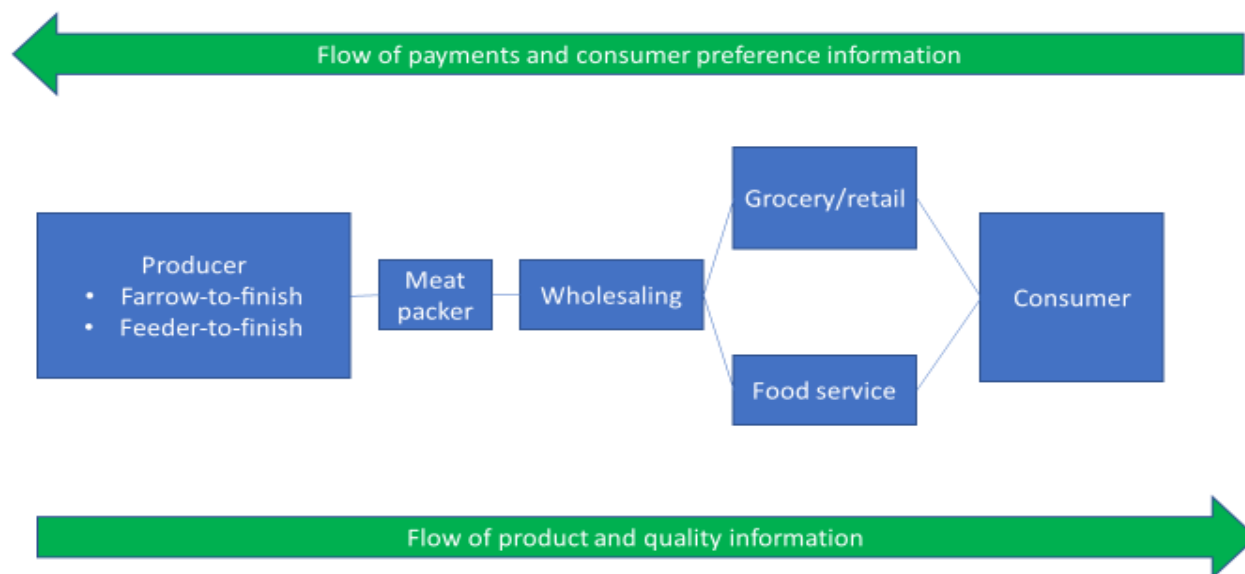 Flow of payments and consumer preference information
Grocery/retail
Producer
• Farrow-to-finish
• Feeder-to-finish
Meat
packer
Wholesaling
Consumer
Food service
Flow of product and quality information